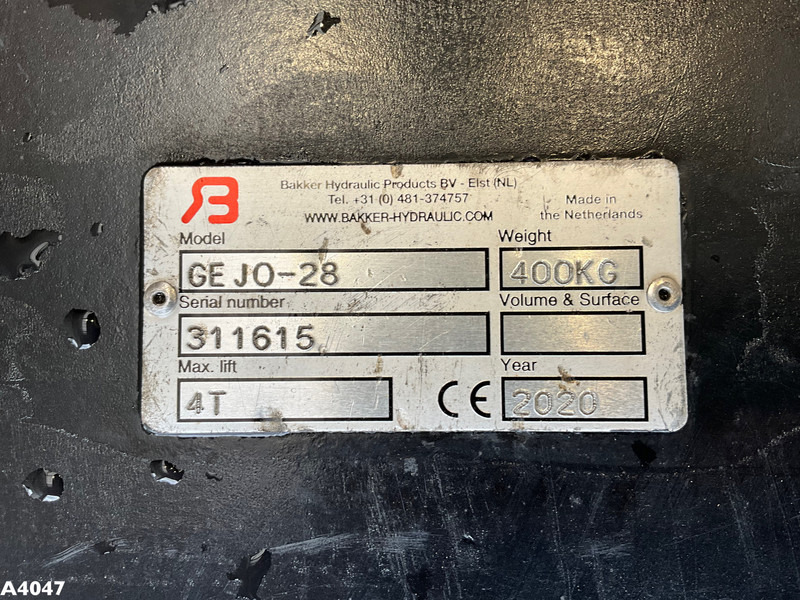 B
Bakker Hydraulic Products BV - Elst (NL)
Tel. +31 (0) 481-374757
WWW.BAKKER-HYDRAULIC.COM
Made in
the Netherlands
Model
GE JO-28
Weight
400KG
Serial number
311615
Volume & Surface
Max. lift
4T
CE
Year
2020
A4047